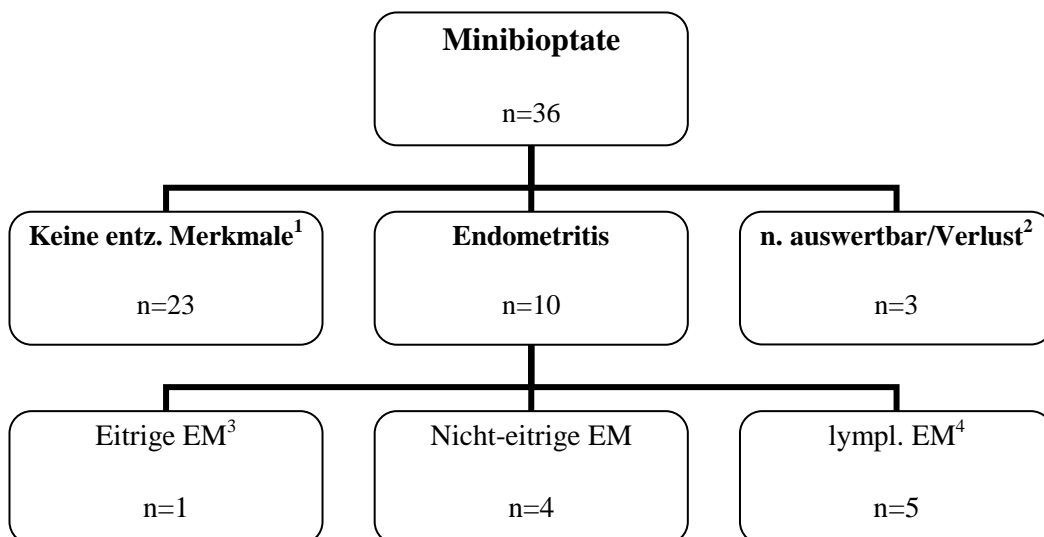 Minibioptate
n=36
Keine entz. Merkmale¹
n=23
Endometritis
n=10
n. auswertbar/Verlust²
n=3
Eitrige EM³
n=1
Nicht-eitrige EM
n=4
lympl. EM⁴
n=5